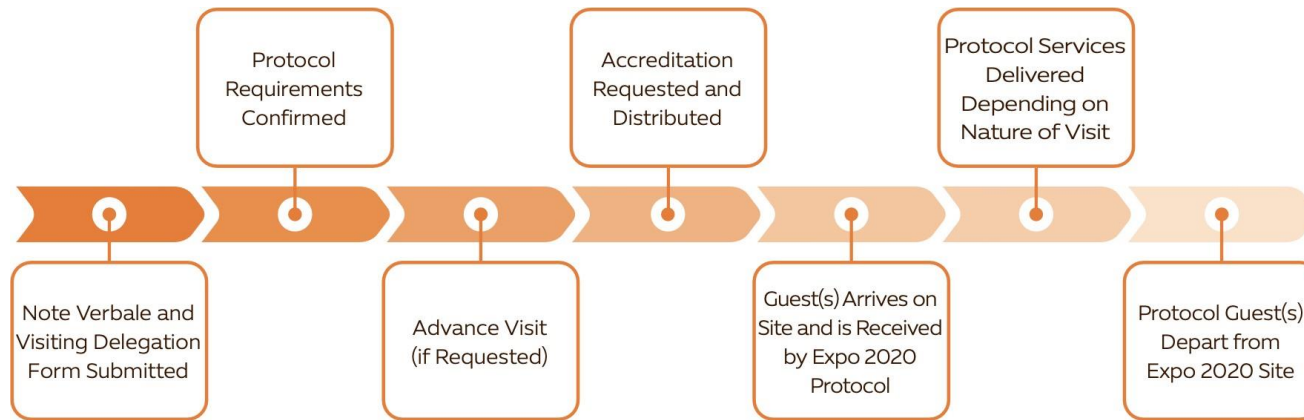 Note Verbale and
Visiting Delegation
Form Submitted
Protocol
Requirements
Confirmed
Advance Visit
(if Requested)
Accreditation
Requested and
Distributed
Guest(s) Arrives on
Site and is Received
by Expo 2020
Protocol
Protocol Services
Delivered
Depending on
Nature of Visit
Protocol Guest(s)
Depart from
Expo 2020 Site